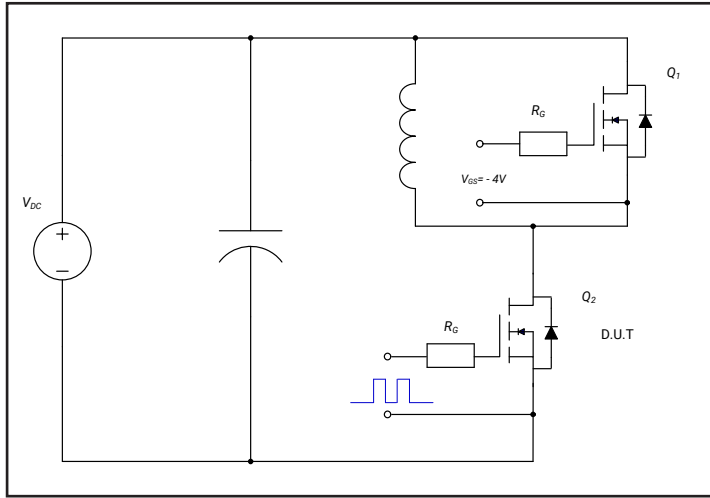 Q1
RG
VGS= - 4V
VDC
+
−
Q2
RG
D.U.T